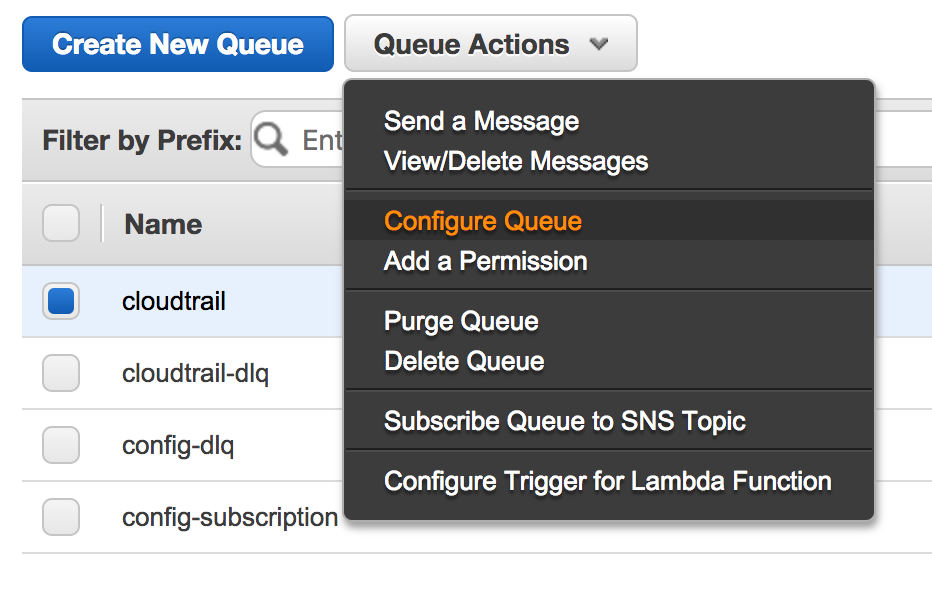 Create New Queue
Queue Actions
Send a Message
View/Delete Messages
Configure Queue
Add a Permission
Purge Queue
Delete Queue
Subscribe Queue to SNS Topic
Configure Trigger for Lambda Function
Filter by Prefix:
Ent
Name
cloudtrail
cloudtrail-dlq
config-dlq
config-subscription